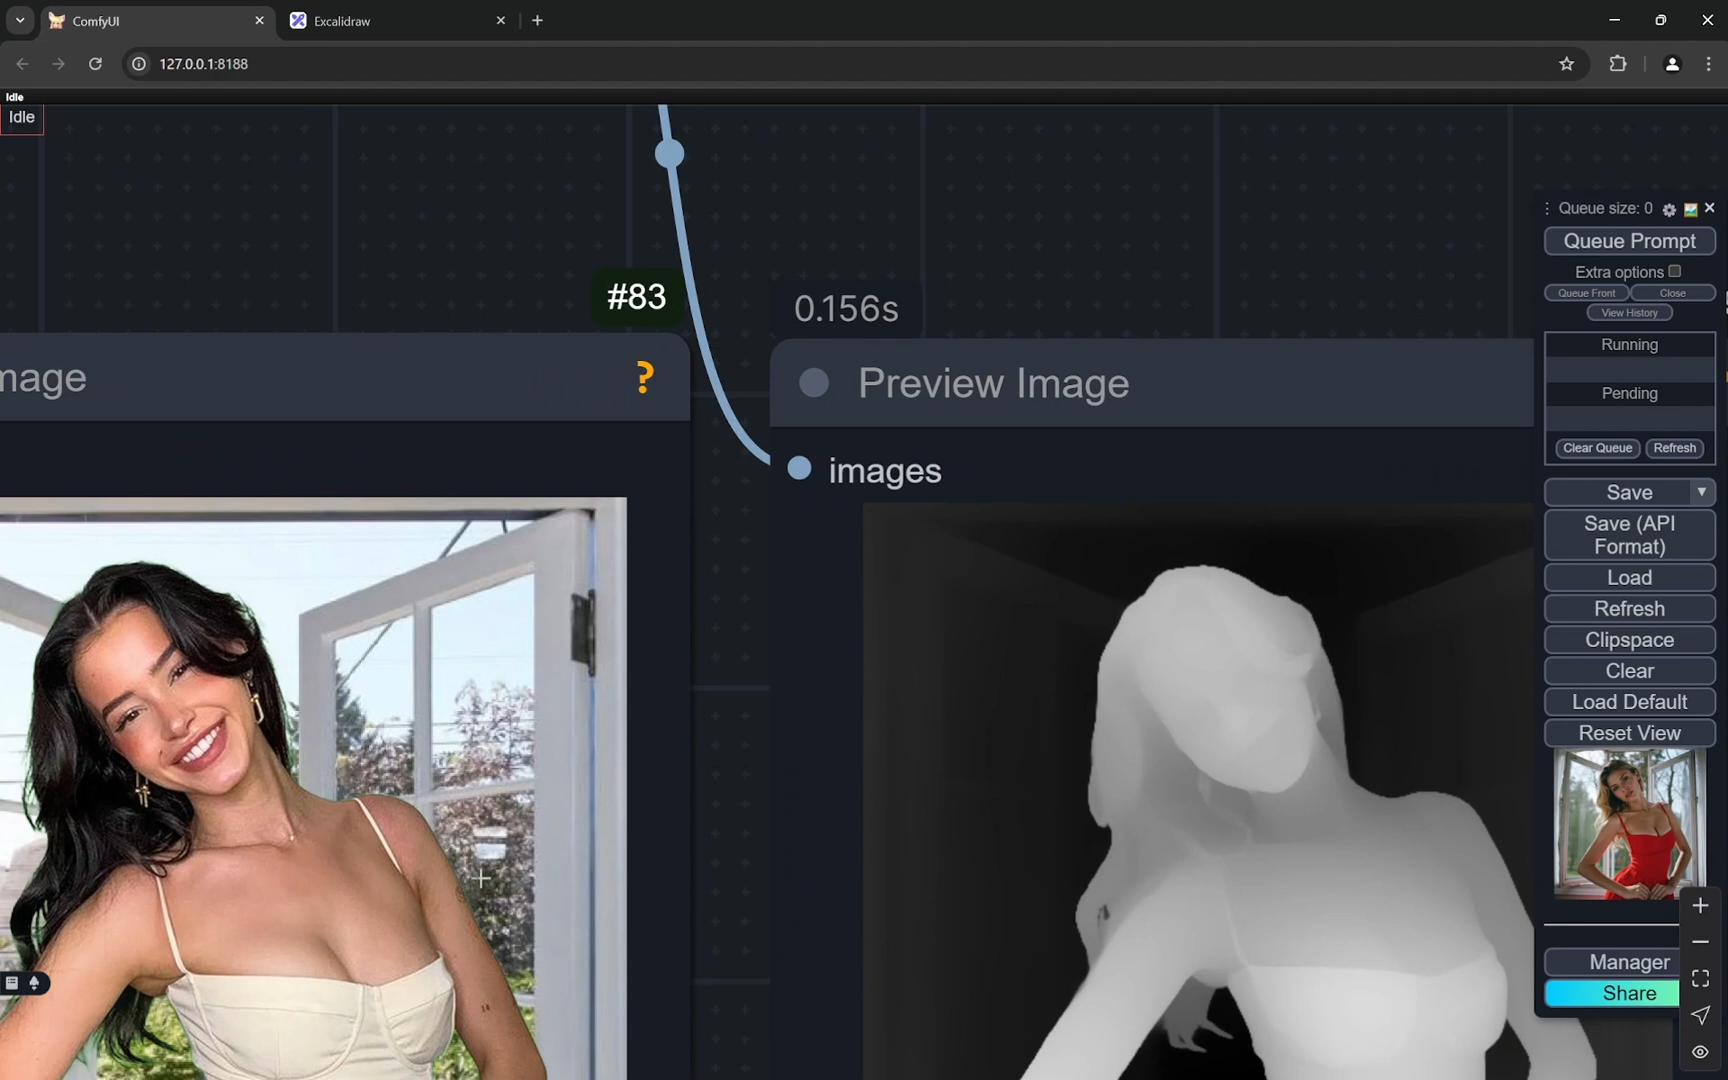 ComfyUI
Excalidraw
127.0.0.1:8188
Idle
Idle
Queue size: 0
Queue Prompt
Extra options
Queue Front
Close
View History
#83
0.156s
Running
mage
?
Preview Image
Pending
Clear Queue
Refresh
images
Save
Save (API
Format)
Load
Refresh
Clipspace
Clear
Load Default
Reset View
Manager
Share